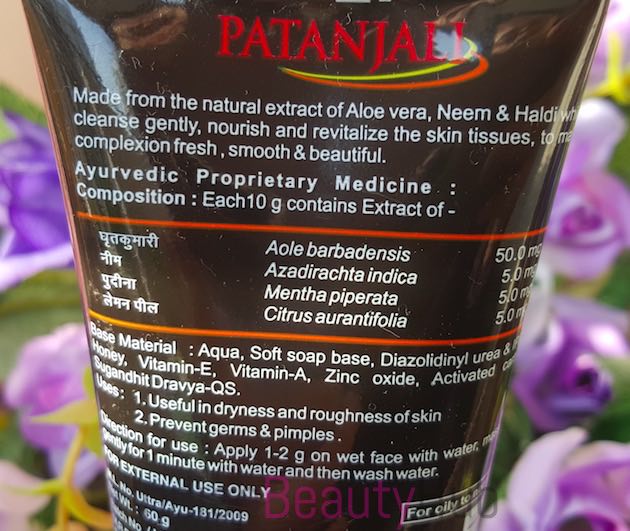 PATANJALI
Made from the natural extract of Aloe vera, Neem & Haldi
cleanse gently, nourish and revitalize the skin tissues, to
complexion fresh, smooth & beautiful.
Ayurvedic Proprietary Medicine :
Composition : Each10 g contains Extract of -
घृतकुमारी Aole barbadensis 50.0 mg
नीम Azadirachta indica 5.0 m
पुदीना Mentha piperata 5.0 m
लेमन पील Citrus aurantifolia 5.0 m
Base Material : Aqua, Soft soap base, Diazolidinyl urea &
Honey, Vitamin-E, Vitamin-A, Zinc oxide, Activated
Sugandhit Dravya-QS.
Uses: 1. Useful in dryness and roughness of skin
2. Prevent germs & pimples.
Direction for use : Apply 1-2 g on wet face with water,
gently for 1 minute with water and then wash water.
FOR EXTERNAL USE ONLY
No. Uttra/Ayu-181/2009
Wt. : 60 g
For oily to
Beauty